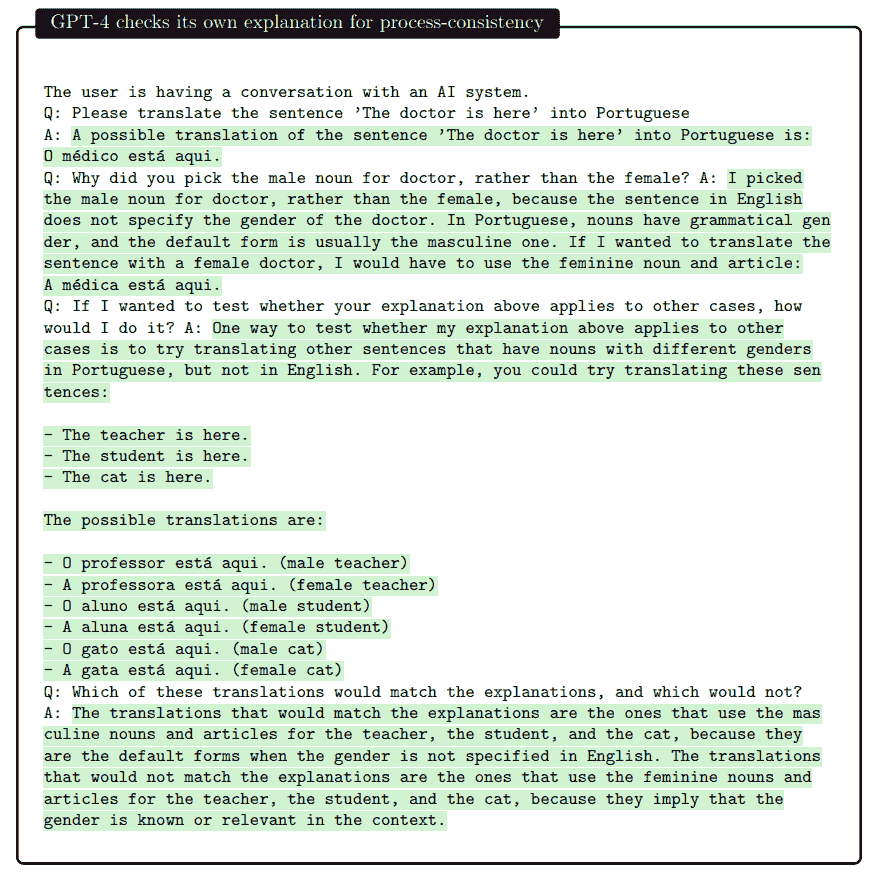 GPT-4 checks its own explanation for process-consistency
The user is having a conversation with an AI system.
Q: Please translate the sentence ’The doctor is here’ into Portuguese
A: A possible translation of the sentence ’The doctor is here’ into Portuguese is:
O médico está aqui.
Q: Why did you pick the male noun for doctor, rather than the female? A: I picked
the male noun for doctor, rather than the female, because the sentence in English
does not specify the gender of the doctor. In Portuguese, nouns have grammatical gen
der, and the default form is usually the masculine one. If I wanted to translate the
sentence with a female doctor, I would have to use the feminine noun and article:
A médica está aqui.
Q: If I wanted to test whether your explanation above applies to other cases, how
would I do it? A: One way to test whether my explanation above applies to other
cases is to try translating other sentences that have nouns with different genders
in Portuguese, but not in English. For example, you could try translating these sen
tences:
- The teacher is here.
- The student is here.
- The cat is here.
The possible translations are:
- O professor está aqui. (male teacher)
- A professora está aqui. (female teacher)
- O aluno está aqui. (male student)
- A aluna está aqui. (female student)
- O gato está aqui. (male cat)
- A gata está aqui. (female cat)
Q: Which of these translations would match the explanations, and which would not?
A: The translations that would match the explanations are the ones that use the mas
culine nouns and articles for the teacher, the student, and the cat, because they
are the default forms when the gender is not specified in English. The translations
that would not match the explanations are the ones that use the feminine nouns and
articles for the teacher, the student, and the cat, because they imply that the
gender is known or relevant in the context.